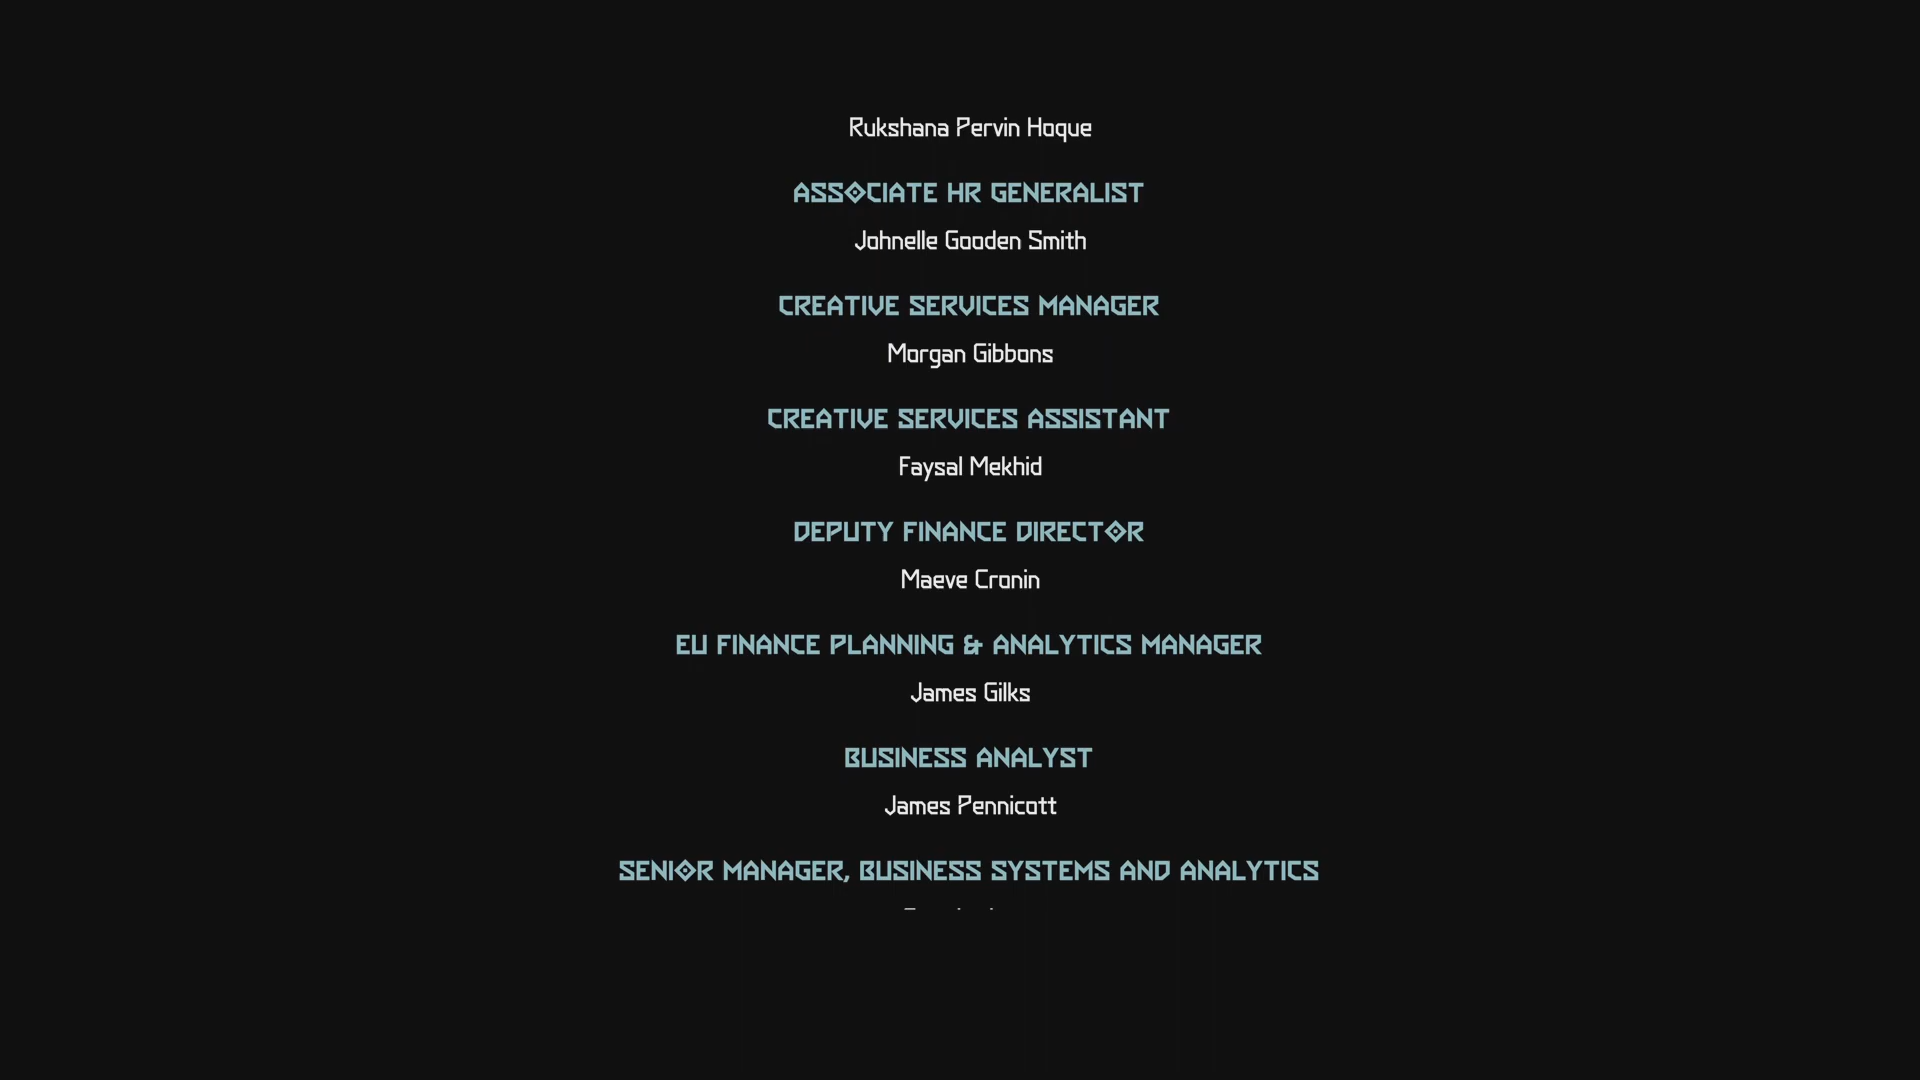 Rukshana Pervin Hoque
ASSOCIATE HR GENERALIST
Johnelle Gooden Smith
CREATIVE SERVICES MANAGER
Morgan Gibbons
CREATIVE SERVICES ASSISTANT
Faysal Mekhid
DEPUTY FINANCE DIRECTOR
Maeve Cronin
EU FINANCE PLANNING & ANALYTICS MANAGER
James Gilks
BUSINESS ANALYST
James Pennicott
SENIOR MANAGER, BUSINESS SYSTEMS AND ANALYTICS